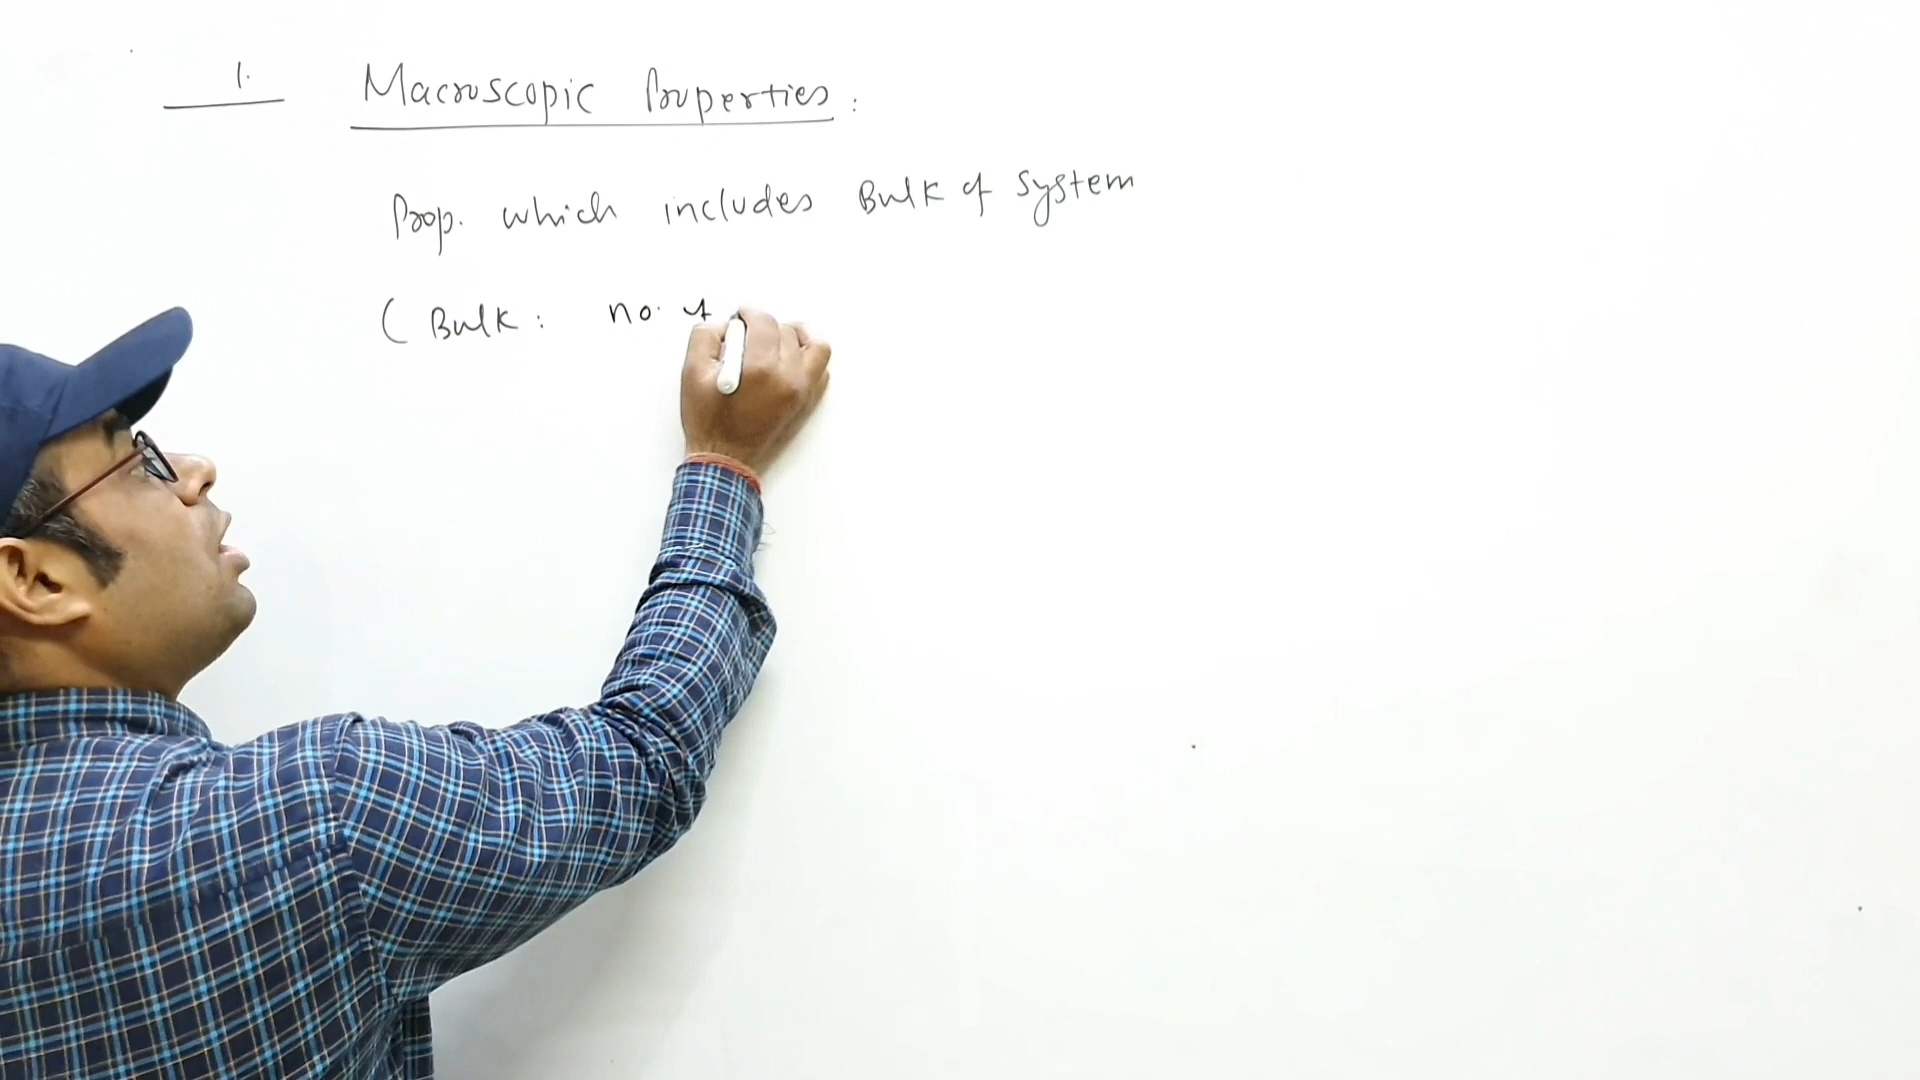 1. Macroscopic Properties :
Prop. which includes Bulk of system
( Bulk : no. of